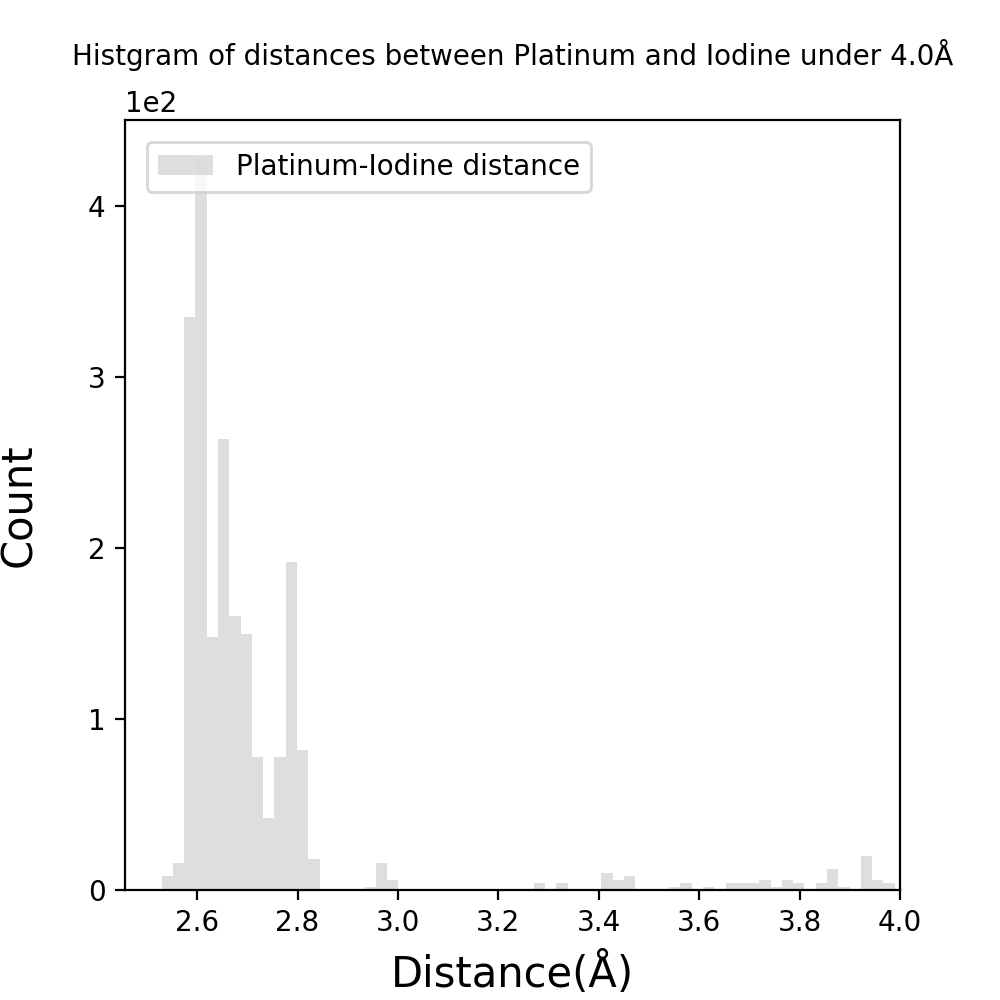 Histgram of distances between Platinum and Iodine under 4.0Å
1e2
Platinum-Iodine distance
4
3
2
1
0
Count
2.6 2.8 3.0 3.2 3.4 3.6 3.8 4.0
Distance(Å)